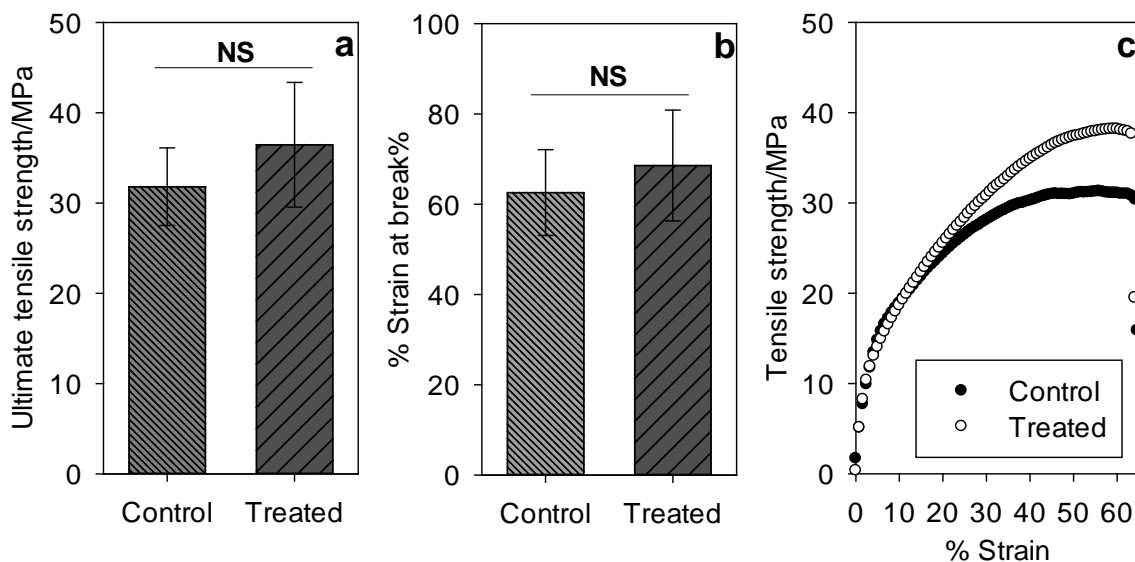 a
NS
Ultimate tensile strength/MPa
50
40
30
20
10
0
Control Treated
b
NS
% Strain at break%
100
80
60
40
20
0
Control Treated
c
Tensile strength/MPa
50
40
30
20
10
0
Control
Treated
0 10 20 30 40 50 60
% Strain